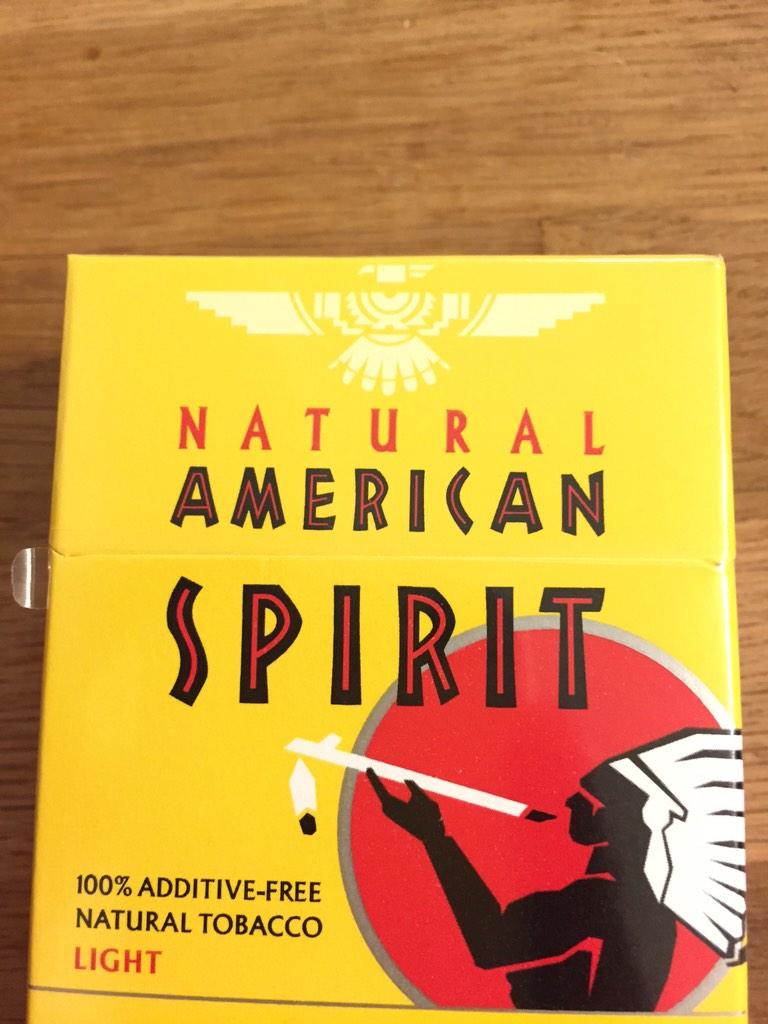 NATURAL
AMERICAN
SPIRIT
100% ADDITIVE-FREE
NATURAL TOBACCO
LIGHT